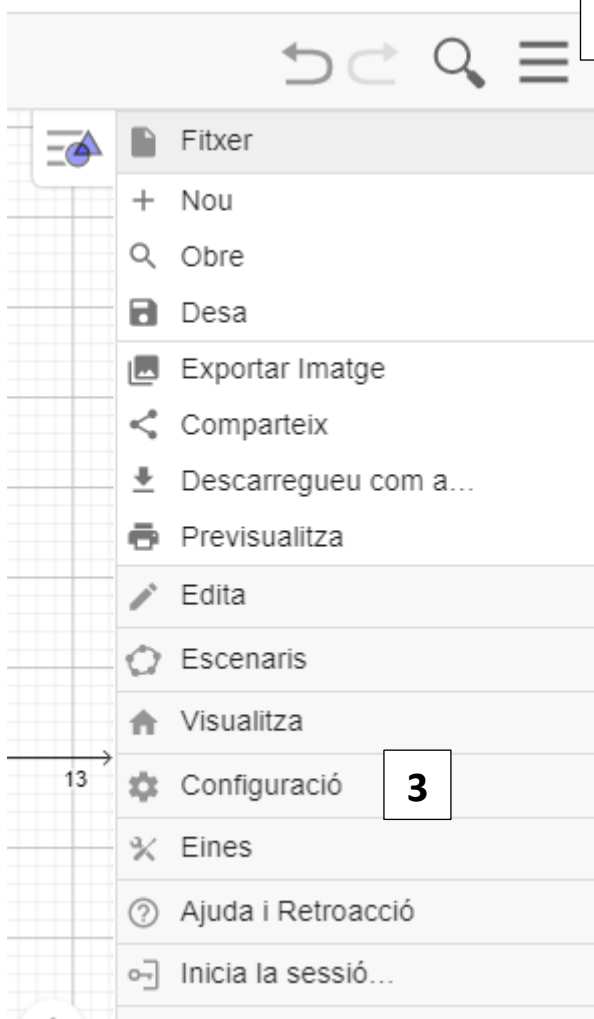 Fitxer
Nou
Obre
Desa
Exportar Imatge
Comparteix
Descarregueu com a...
Previsualitza
Edita
Escenaris
Visualitza
13
Configuració 3
Eines
Ajuda i Retroacció
Inicia la sessió...